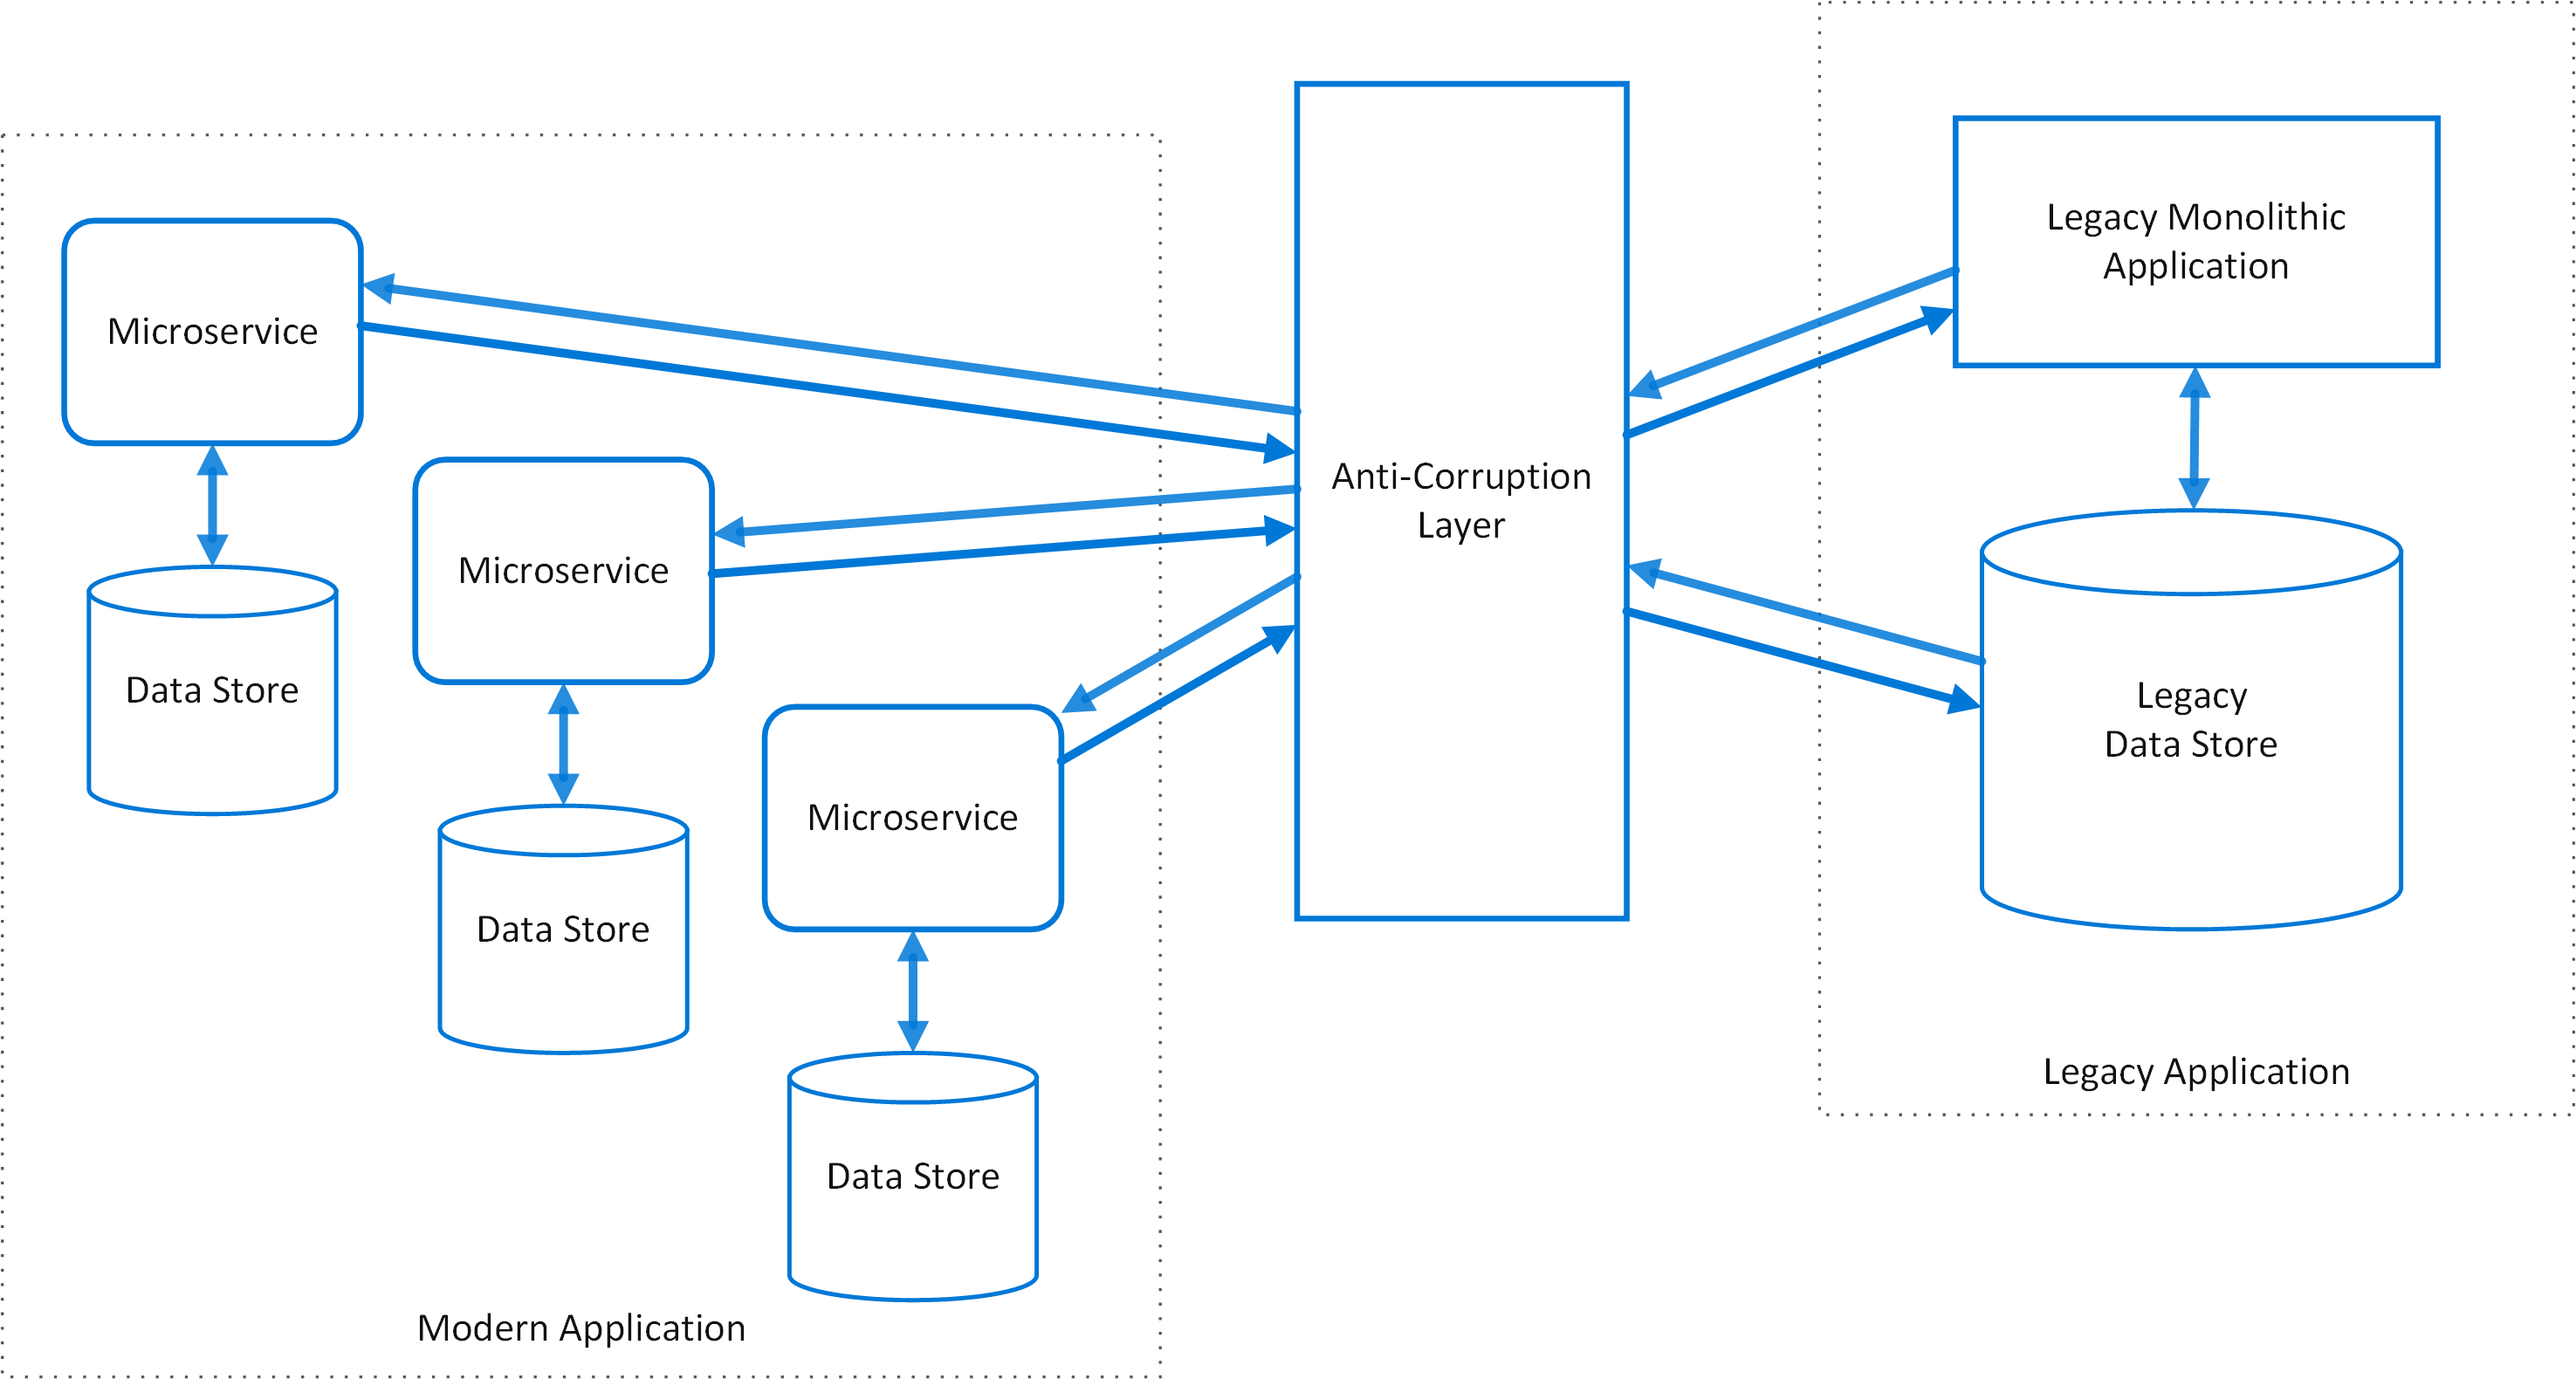 Microservice
Data Store
Microservice
Data Store
Microservice
Data Store
Modern Application
Anti-Corruption
Layer
Legacy Monolithic
Application
Legacy
Data Store
Legacy Application